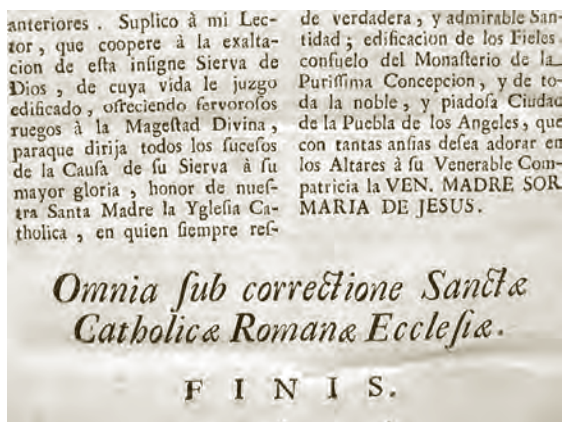 anteriores. Suplico à mi Lec-
tor, que coopere à la exalta-
cion de eſta inſigne Sierva de
Dios, de cuya vida le juzgo
edificado, ofreciendo fervoroſos
ruegos à la Mageſtad Divina,
paraque dirija todos los ſuceſos
de la Cauſa de ſu Sierva à ſu
mayor gloria, honor de nueſ-
tra Santa Madre la Ygleſia Ca-
tholica, en quien ſiempre reſ-
de verdadera, y admirable San-
tidad; edificacion de los Fieles
conſuelo del Monaſterio de la
Puriſſima Concepcion, y de to-
da la noble, y piadoſa Ciudad
de la Puebla de los Angeles, que
con tantas anſias deſea adorar en
los Altares à ſu Venerable Com-
patricia la VEN. MADRE SOR
MARIA DE JESUS.
Omnia ſub correctione Sanctæ
Catholicæ Romanæ Eccleſiæ.
FINIS.